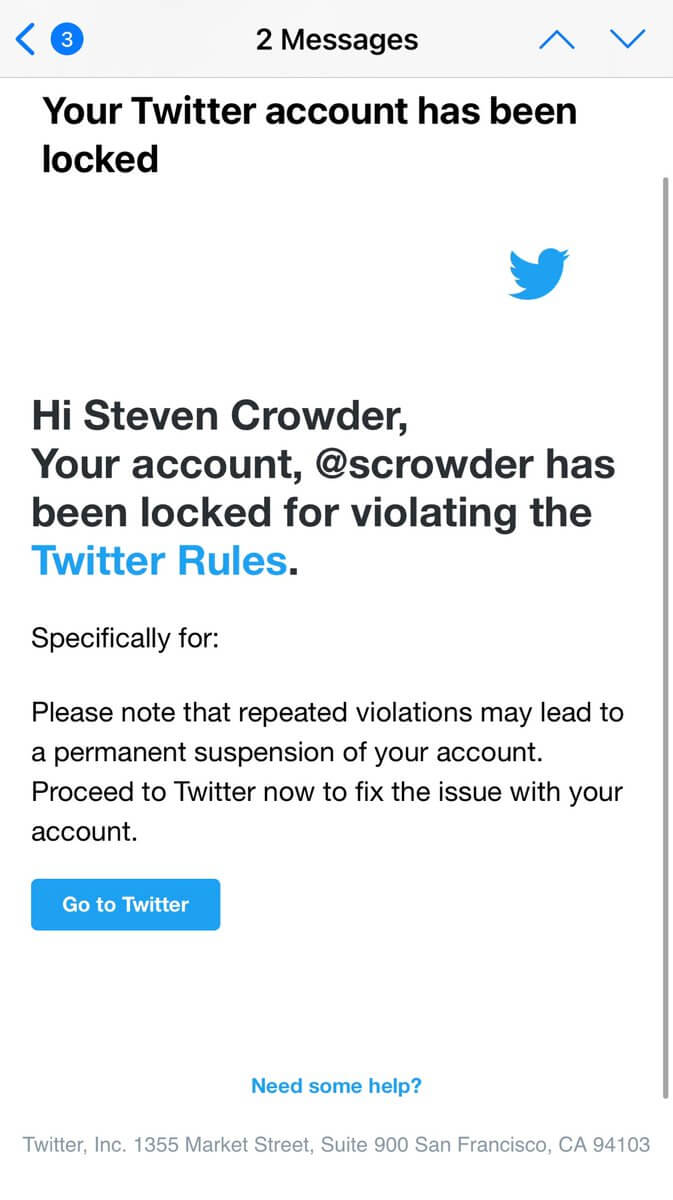 3
2 Messages
Your Twitter account has been
locked
Hi Steven Crowder,
Your account, @scrowder has
been locked for violating the
Twitter Rules.
Specifically for:
Please note that repeated violations may lead to
a permanent suspension of your account.
Proceed to Twitter now to fix the issue with your
account.
Go to Twitter
Need some help?
Twitter, Inc. 1355 Market Street, Suite 900 San Francisco, CA 94103